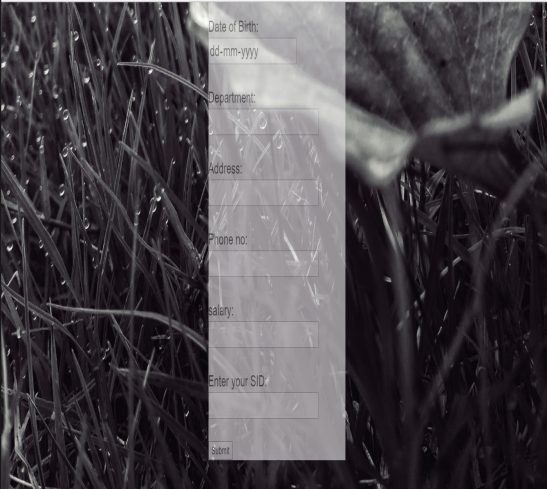 Date of Birth:
dd-mm-yyyy
Department:
Address:
Phone no:
salary:
Enter your SID:
Submit